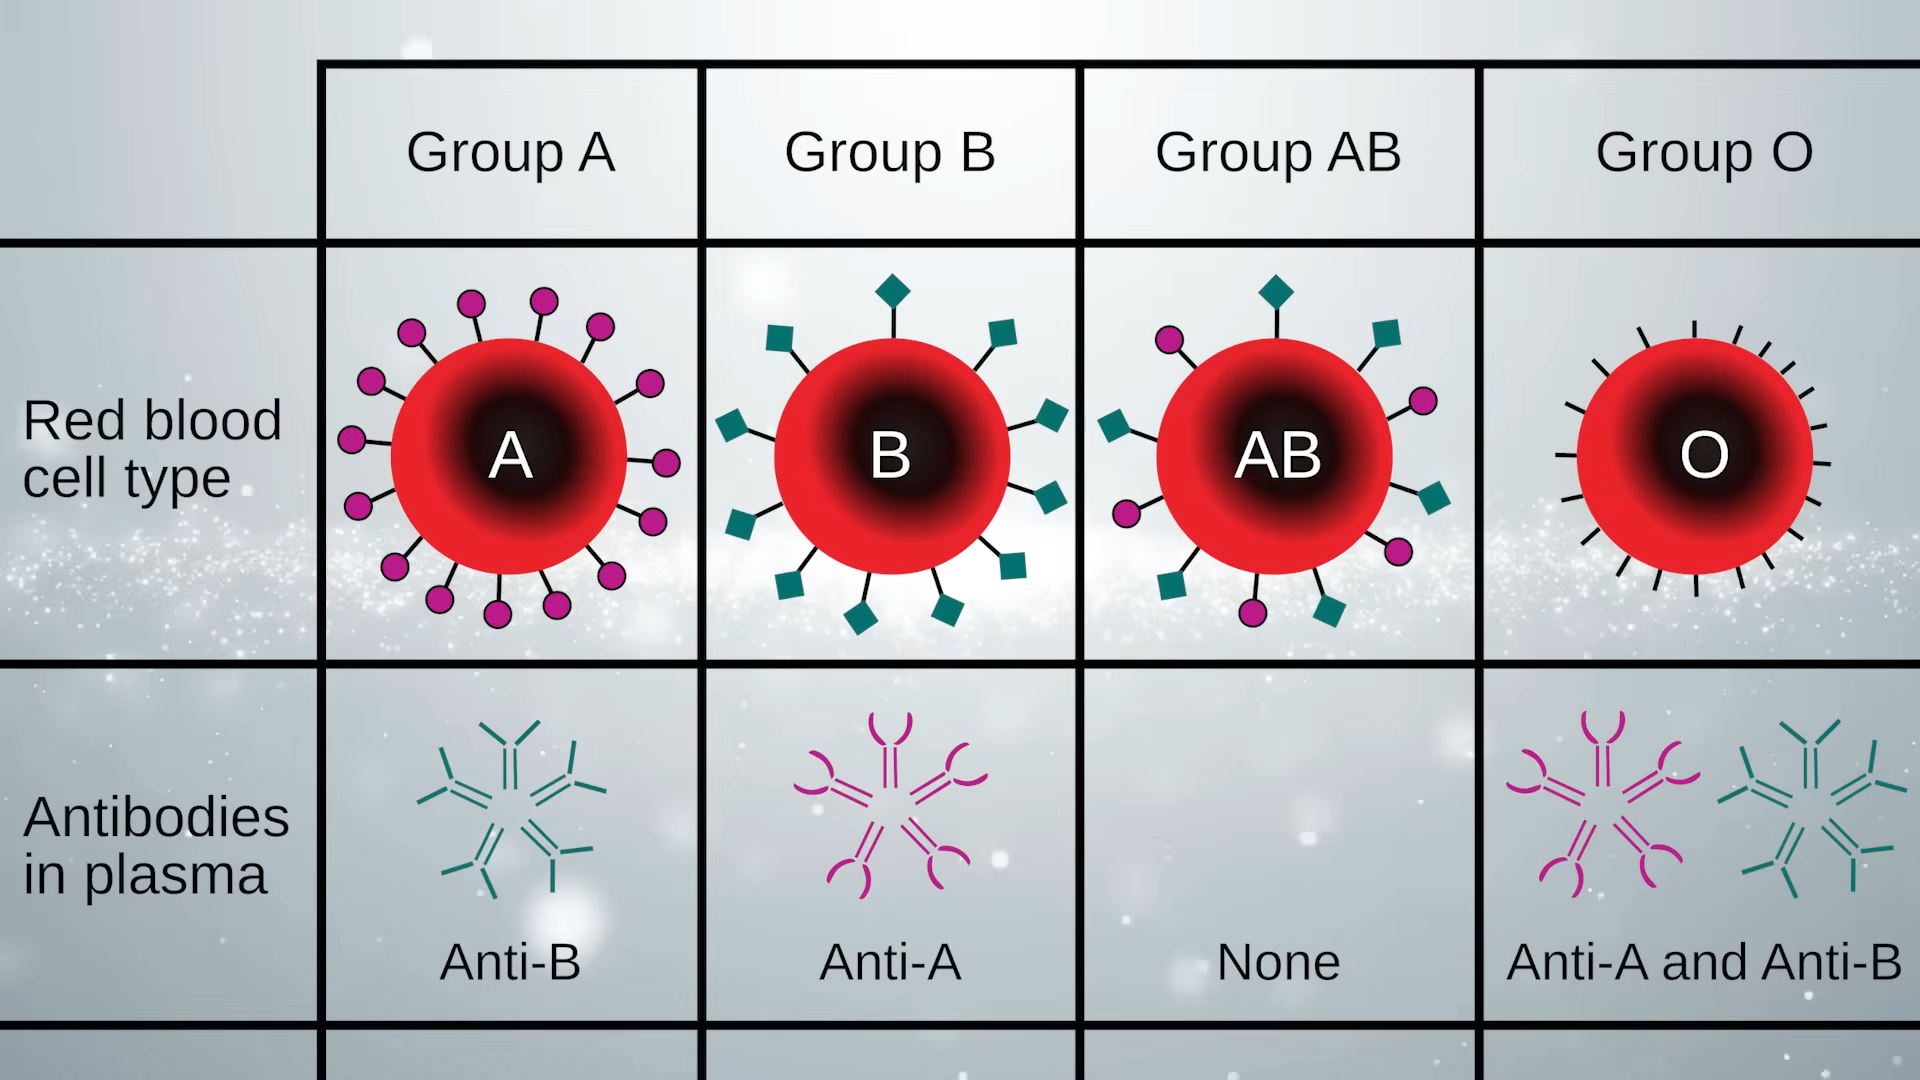 Group A
Group B
Group AB
Group O
Red blood
cell type
A
B
AB
O
Antibodies
in plasma
Anti-B
Anti-A
None
Anti-A and Anti-B